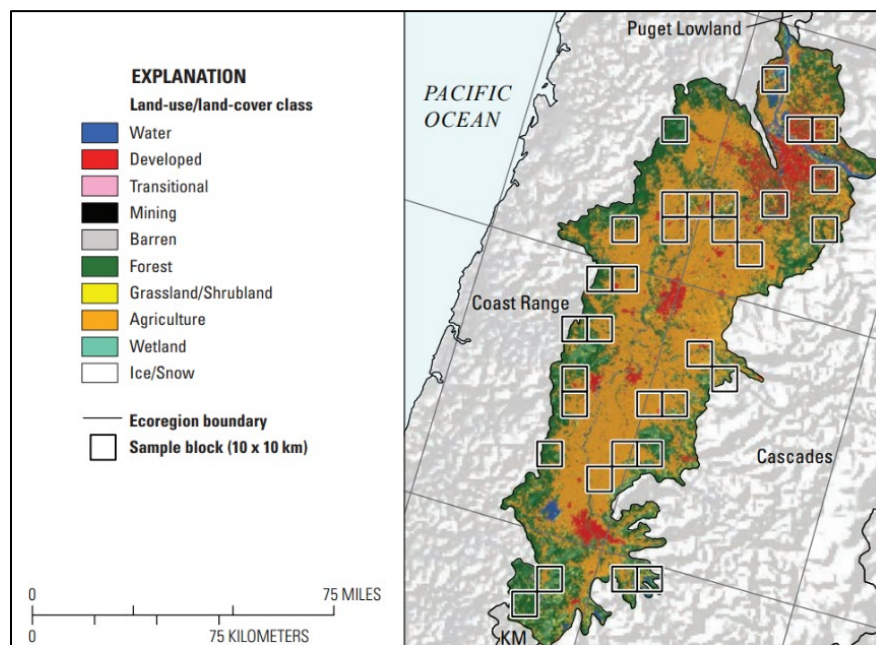 EXPLANATION
Land-use/land-cover class
Water
Developed
Transitional
Mining
Barren
Forest
Grassland/Shrubland
Agriculture
Wetland
Ice/Snow
Ecoregion boundary
Sample block (10 x 10 km)
0
75 MILES
0
75 KILOMETERS
Puget Lowland
PACIFIC
OCEAN
Coast Range
Cascades
KM